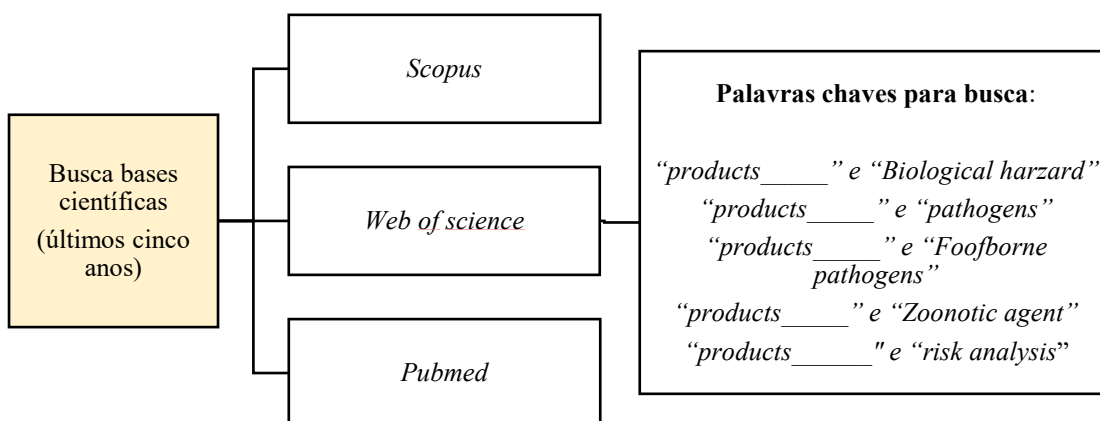 Busca bases
científicas
(últimos cinco
anos)
Scopus
Web of science
Pubmed
Palavras chaves para busca:
“products_____” e “Biological harzard”
“products_____” e “pathogens”
“products_____” e “Foofborne
pathogens”
“products_____” e “Zoonotic agent”
“products______" e “risk analysis”